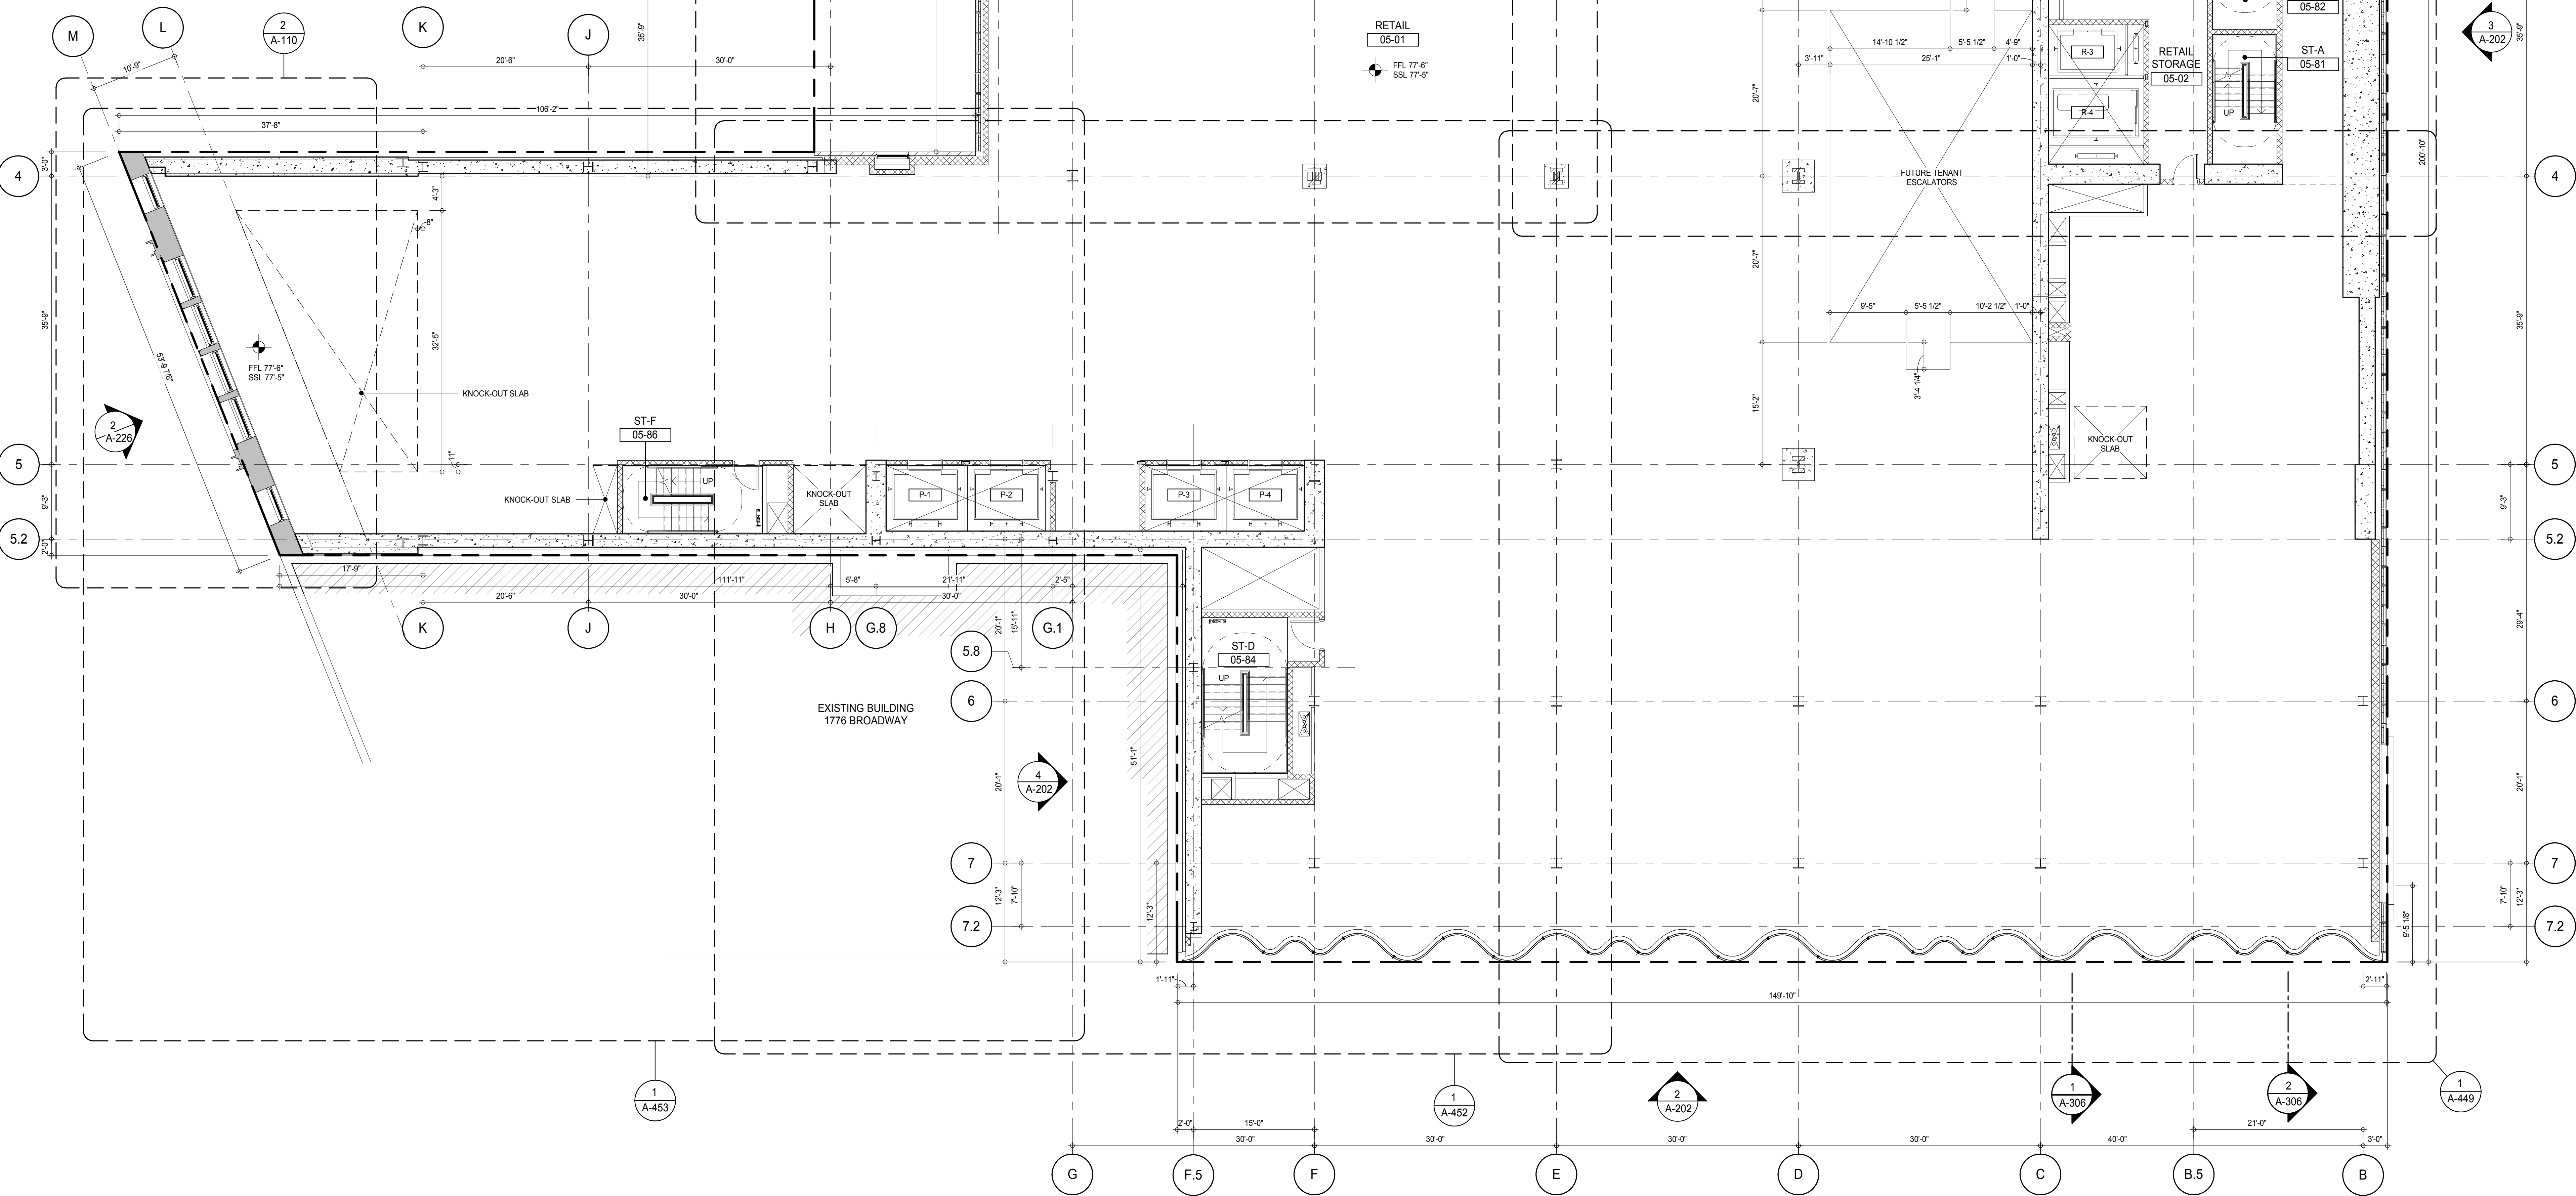 M
L
2
A-110
K
J
10'-9"
20'-6"
30'-0"
35'-9"
RETAIL
05-01
FFL 77'-6"
SSL 77'-5"
14'-10 1/2"
5'-5 1/2"
4'-9"
3'-11"
25'-1"
1'-0"
R-3
RETAIL
STORAGE
05-02
ST-A
05-81
05-82
3
A-202
35'-9"
R-4
UP
20'-7"
200'-10"
106'-2"
37'-8"
3'-0"
4
4
4'-3"
8"
FUTURE TENANT
ESCALATORS
20'-7"
35'-9"
32'-5"
53'-9 7/8"
FFL 77'-6"
SSL 77'-5"
KNOCK-OUT SLAB
9'-5"
5'-5 1/2"
10'-2 1/2"
1'-0"
35'-9"
3'-4 1/4"
15'-2"
2
A-226
ST-F
05-86
11"
KNOCK-OUT
SLAB
5
5
UP
KNOCK-OUT SLAB
KNOCK-OUT
SLAB
P-1
P-2
P-3
P-4
9'-3"
9'-3"
5.2
2'-0"
5.2
17'-9"
111'-11"
5'-8"
21'-11"
2'-5"
20'-6"
30'-0"
30'-0"
K
J
H
G.8
G.1
20'-1"
15'-11"
29'-4"
5.8
ST-D
05-84
UP
6
6
EXISTING BUILDING
1776 BROADWAY
51'-1"
4
A-202
20'-1"
20'-1"
7
7
12'-3"
7'-10"
12'-3"
9'-5 1/8"
7'-10"
12'-3"
7.2
7.2
1'-11"
2'-11"
149'-10"
1
A-453
1
A-452
2
A-202
1
A-306
2
A-306
1
A-449
2'-0"
15'-0"
21'-0"
30'-0"
30'-0"
30'-0"
30'-0"
40'-0"
3'-0"
G
F.5
F
E
D
C
B.5
B